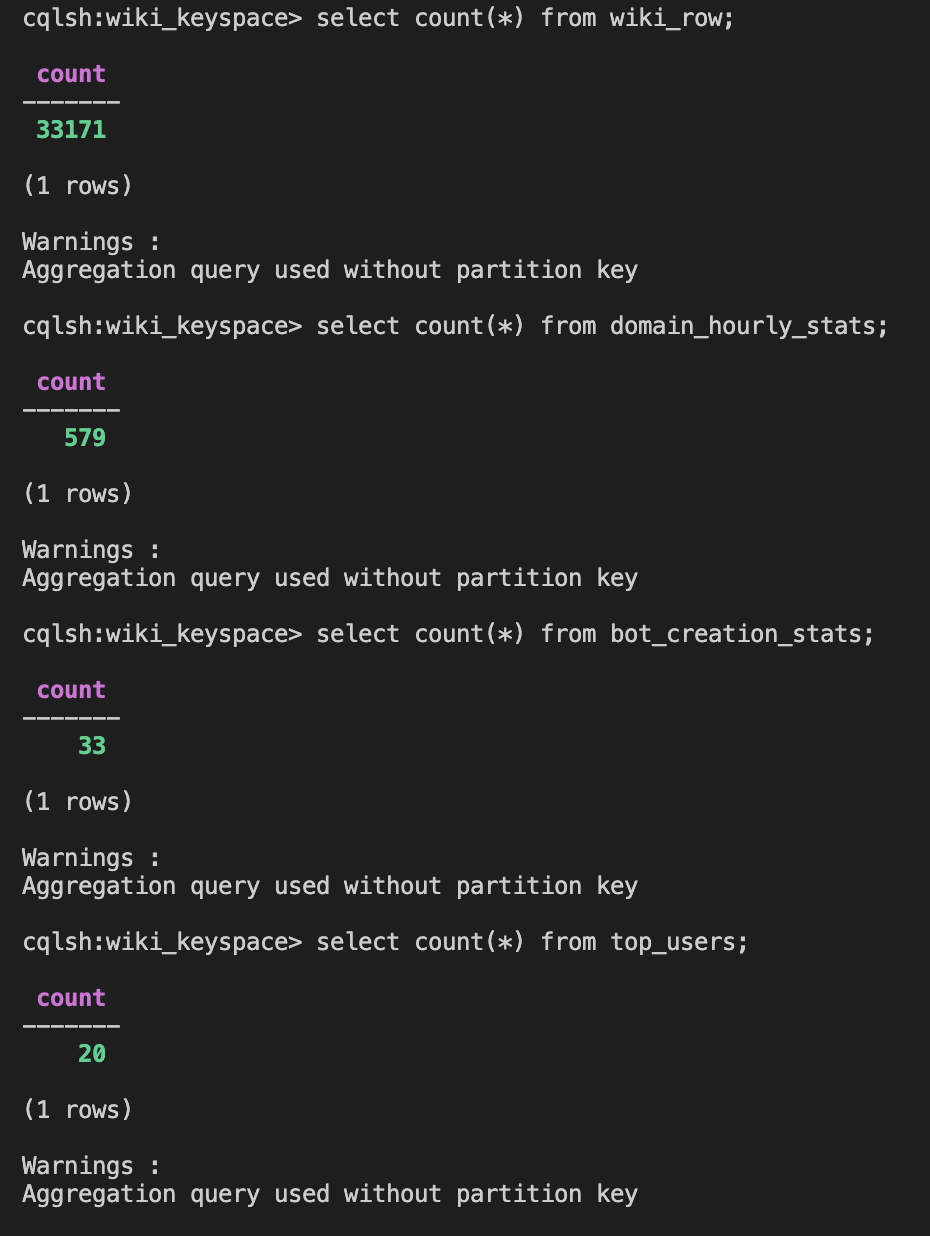 cqlsh:wiki_keyspace> select count(*) from wiki_row;
count
-------
33171
(1 rows)
Warnings :
Aggregation query used without partition key
cqlsh:wiki_keyspace> select count(*) from domain_hourly_stats;
count
-------
579
(1 rows)
Warnings :
Aggregation query used without partition key
cqlsh:wiki_keyspace> select count(*) from bot_creation_stats;
count
-------
33
(1 rows)
Warnings :
Aggregation query used without partition key
cqlsh:wiki_keyspace> select count(*) from top_users;
count
-------
20
(1 rows)
Warnings :
Aggregation query used without partition key